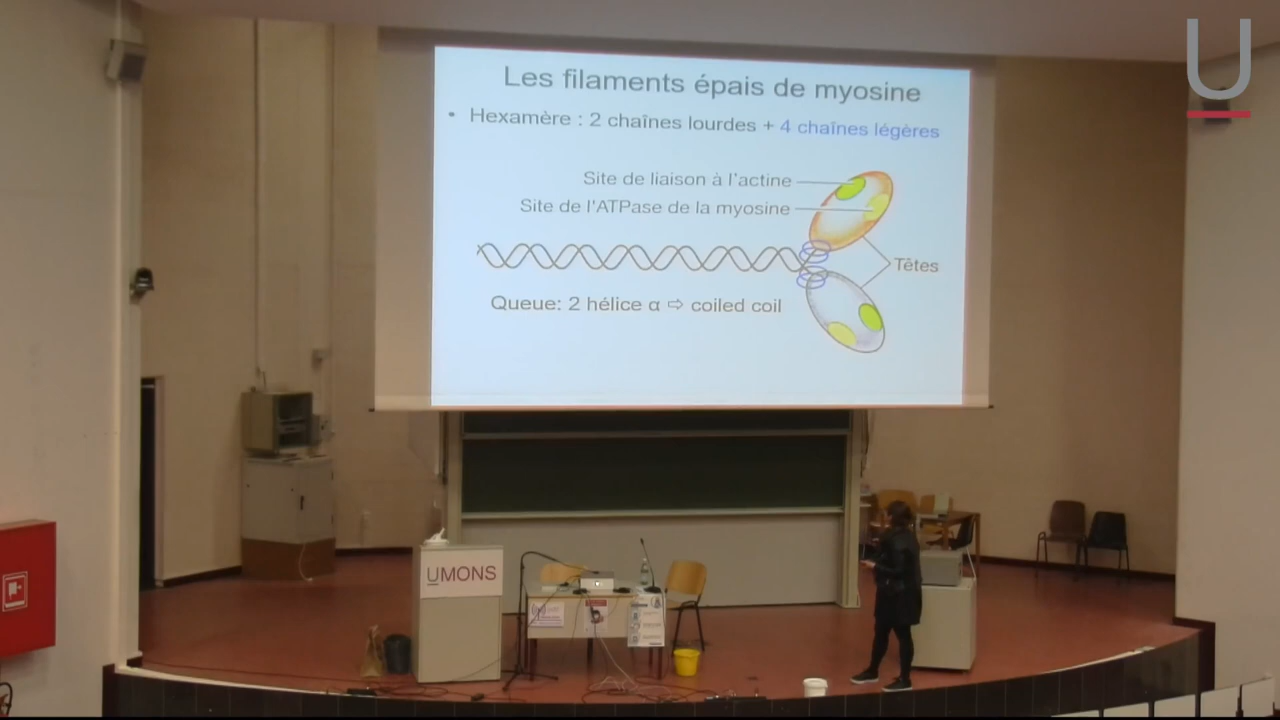 Les filaments épais de myosine
• Hexamère : 2 chaînes lourdes + 4 chaînes légères
Site de liaison à l'actine
Site de l'ATPase de la myosine
Têtes
Queue: 2 hélice α ⇨ coiled coil
UMONS
U